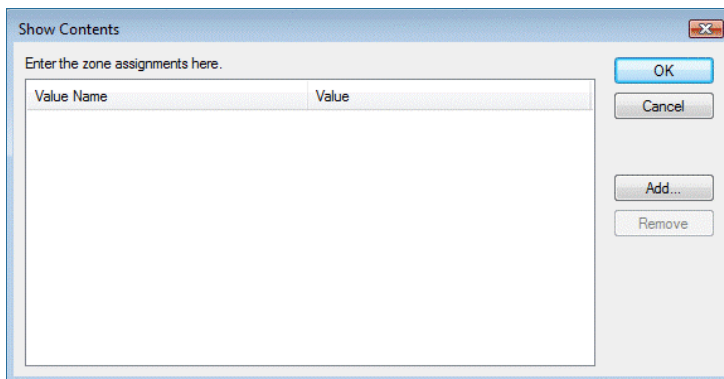 Show Contents
Enter the zone assignments here.
Value Name Value
OK
Cancel
Add...
Remove